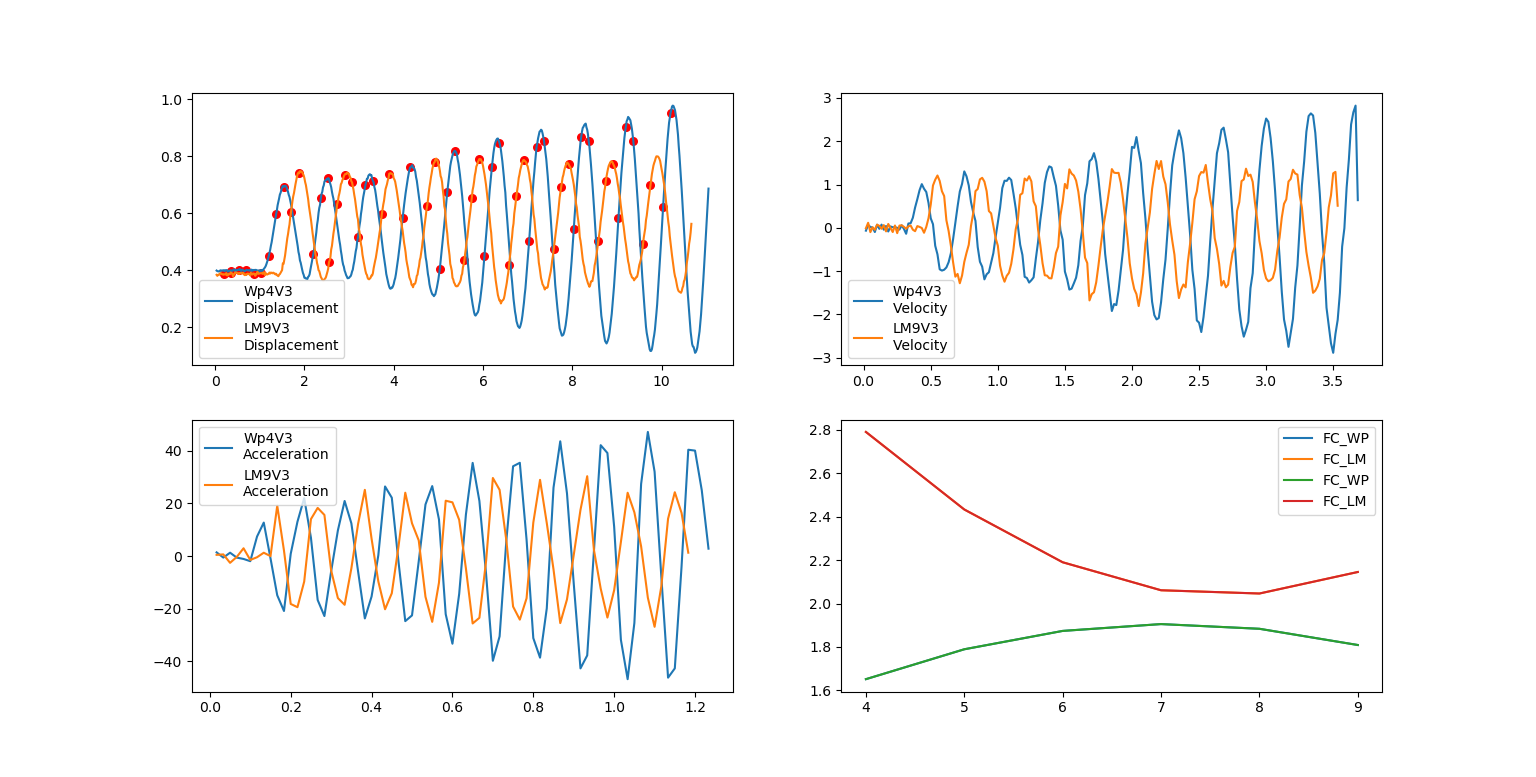 1.0
0.8
0.6
0.4
0.2
Wp4V3
Displacement
LM9V3
Displacement
0 2 4 6 8 10
3
2
1
0
−1
−2
−3
Wp4V3
Velocity
LM9V3
Velocity
0.0 0.5 1.0 1.5 2.0 2.5 3.0 3.5
Wp4V3
Acceleration
LM9V3
Acceleration
40
20
0
−20
−40
0.0 0.2 0.4 0.6 0.8 1.0 1.2
2.8
2.6
2.4
2.2
2.0
1.8
1.6
FC_WP
FC_LM
FC_WP
FC_LM
4 5 6 7 8 9